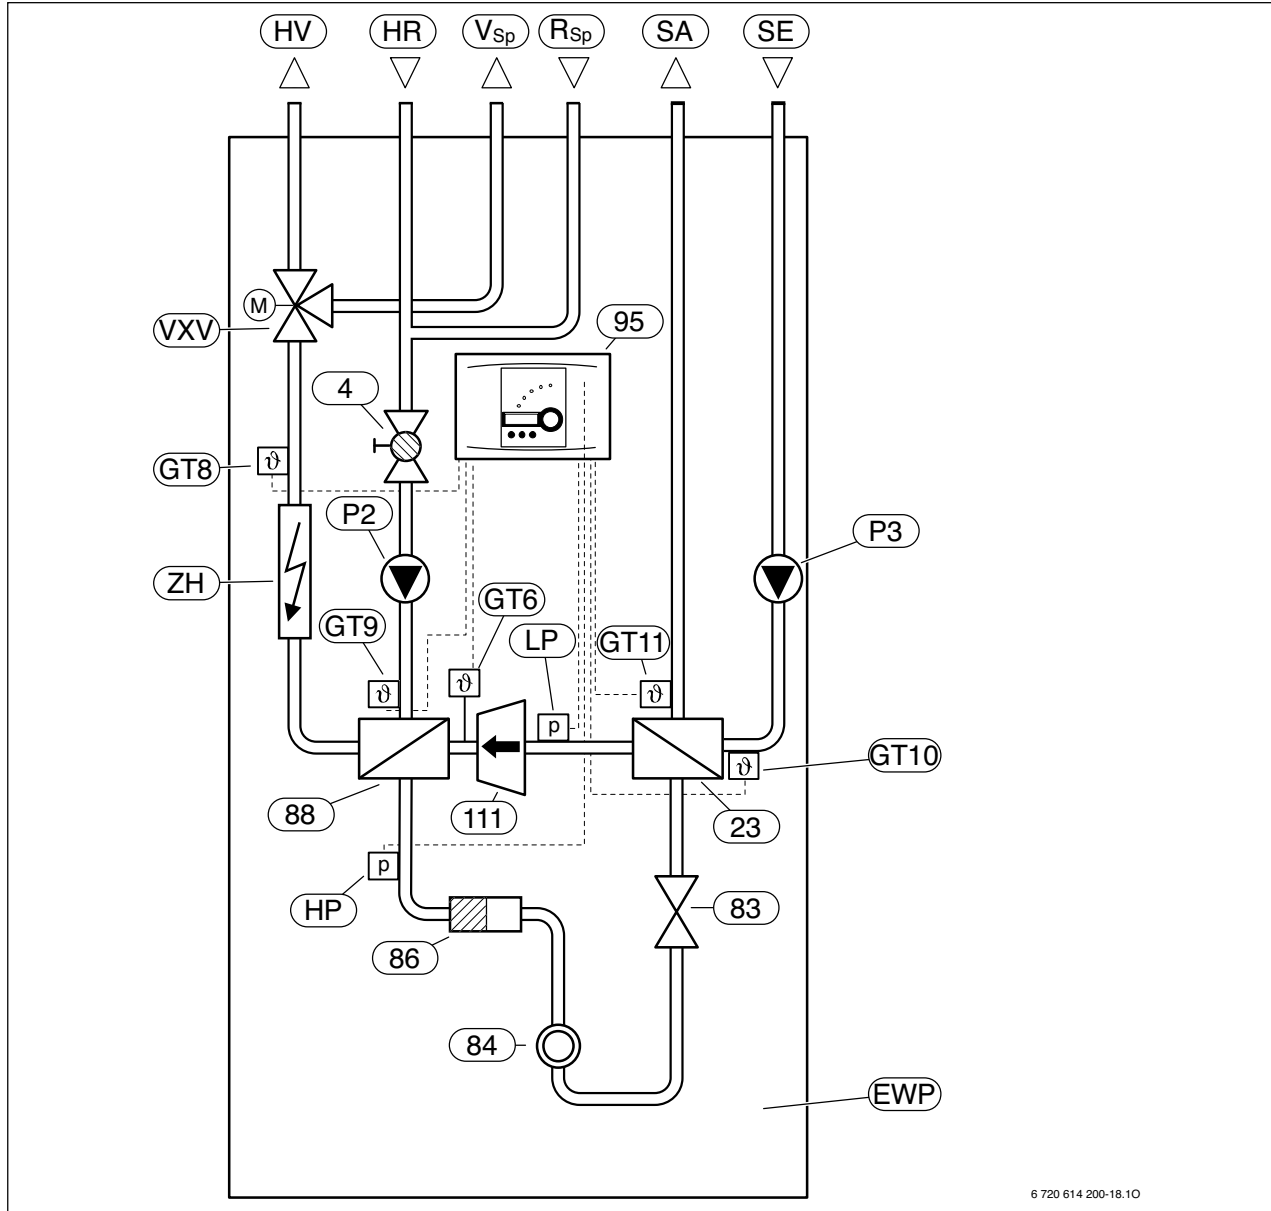 HV HR VSp RSp SA SE
M
VXV
95
4
GT8 ϑ
P2
P3
ZH
GT6
GT9
LP
GT11
ϑ
ϑ
ϑ
p
GT10
ϑ
88
111
23
p
HP
83
86
84
EWP
6 720 614 200-18.1O